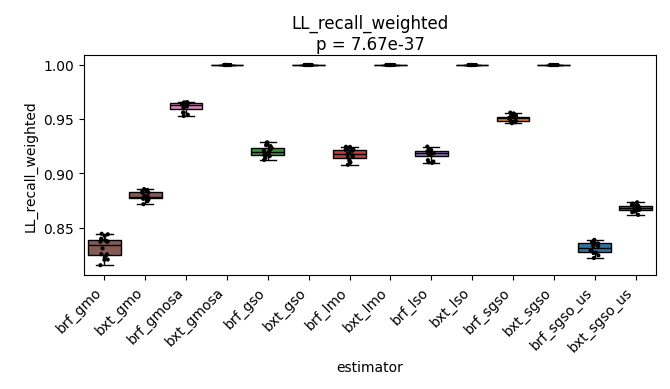 LL_recall_weighted
p = 7.67e-37
LL_recall_weighted
1.00
0.95
0.90
0.85
brf_gmo
bxt_gmo
brf_gmosa
bxt_gmosa
brf_gso
bxt_gso
brf_lmo
bxt_lmo
brf_lso
bxt_lso
brf_sgso
bxt_sgso
brf_sgso_us
bxt_sgso_us
estimator